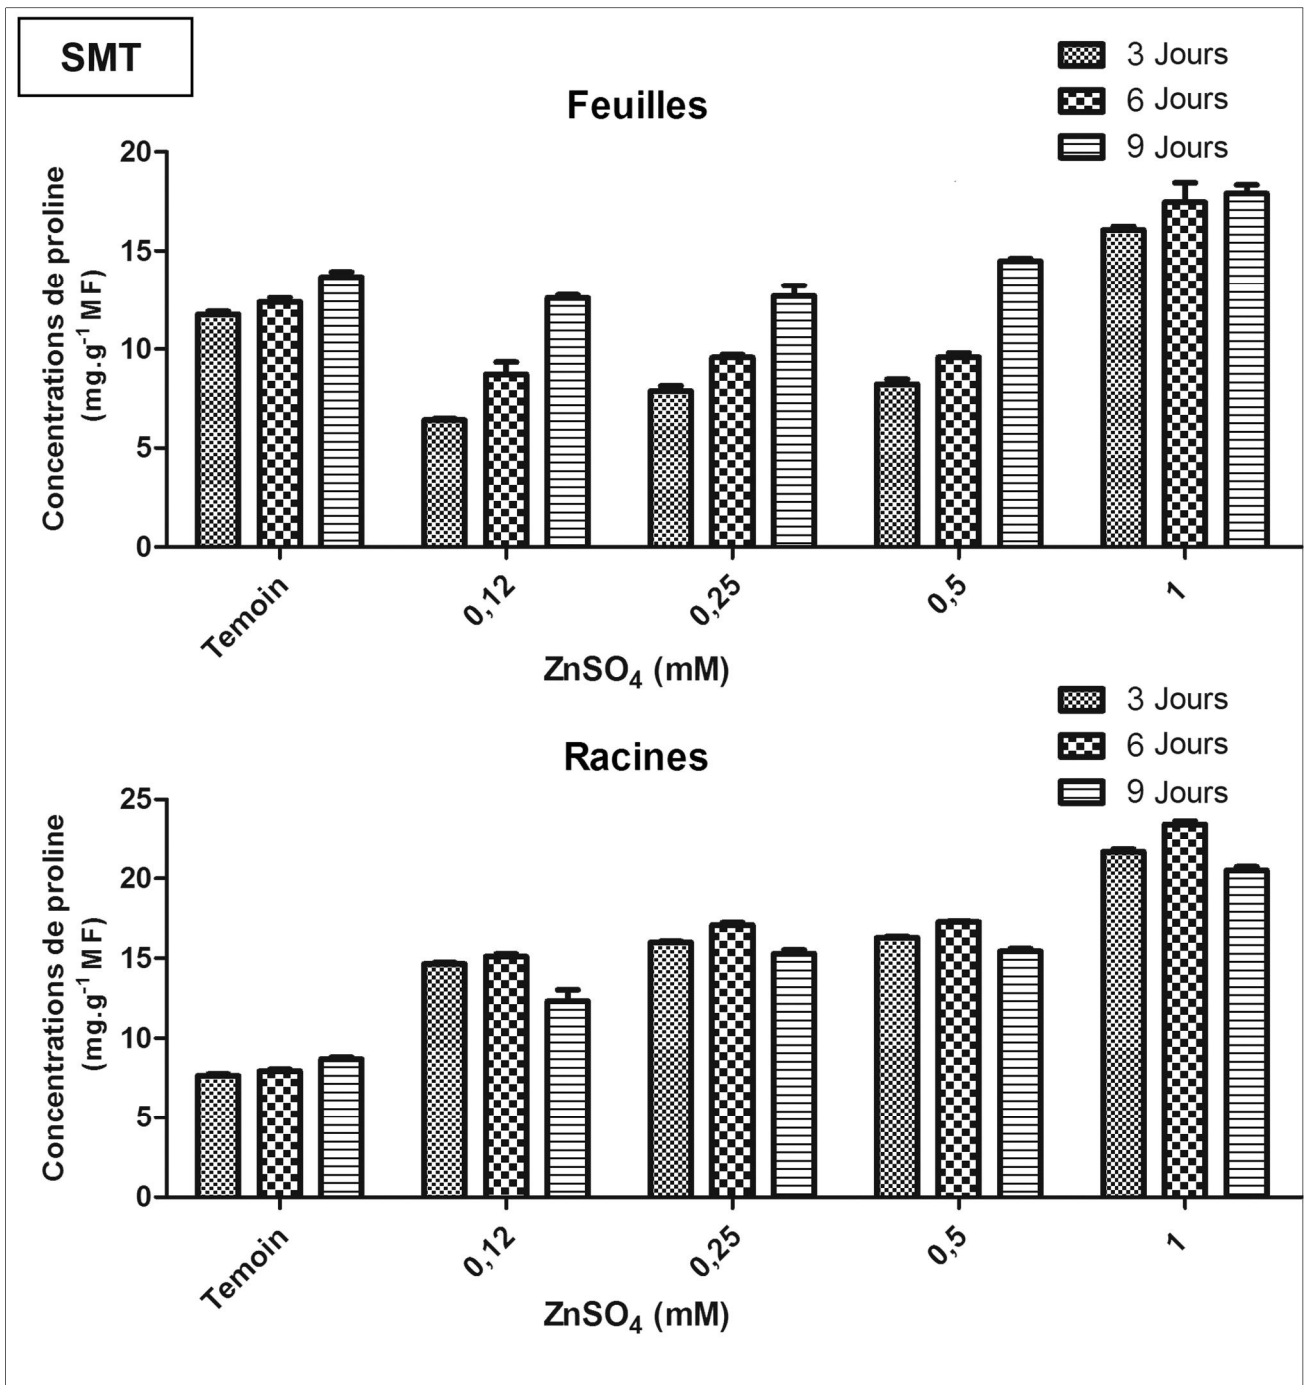 SMT
3 Jours
6 Jours
9 Jours
Feuilles
Concentrations de proline
(mg.g⁻¹ MF)
20
15
10
5
0
Temoin
0,12
0,25
0,5
1
ZnSO₄ (mM)
3 Jours
6 Jours
9 Jours
Racines
Concentrations de proline
(mg.g⁻¹ MF)
25
20
15
10
5
0
Temoin
0,12
0,25
0,5
1
ZnSO₄ (mM)